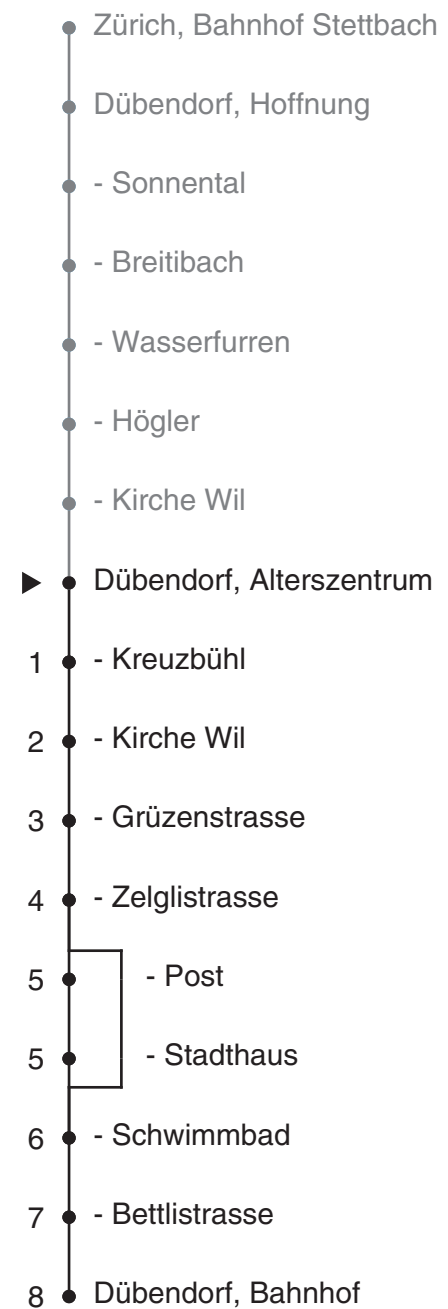 Zürich, Bahnhof Stettbach
Dübendorf, Hoffnung
- Sonnental
- Breitibach
- Wasserfurren
- Högler
- Kirche Wil
Dübendorf, Alterszentrum
1 - Kreuzbühl
2 - Kirche Wil
3 - Grüzenstrasse
4 - Zelglistrasse
5 - Post
5 - Stadthaus
6 - Schwimmbad
7 - Bettlistrasse
8 Dübendorf, Bahnhof